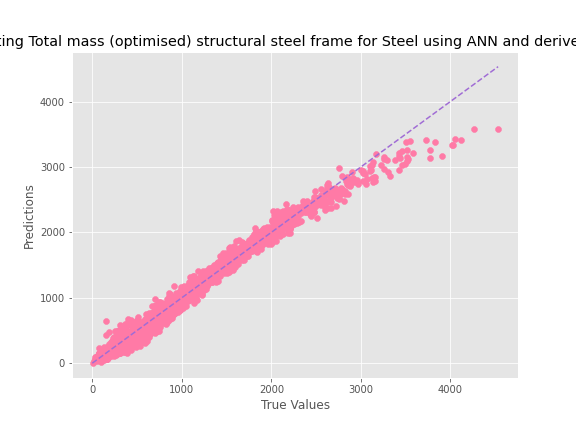 ing Total mass (optimised) structural steel frame for Steel using ANN and derive
4000
3000
2000
1000
0
Predictions
0 1000 2000 3000 4000
True Values